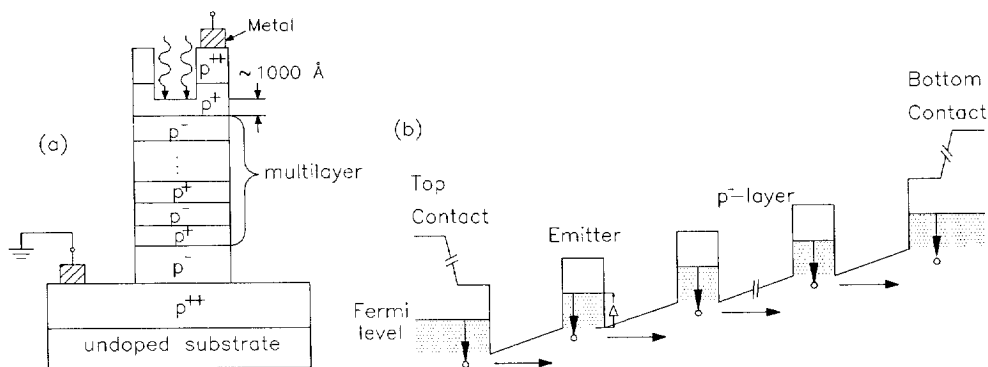 (a)
Metal
p++
~ 1000 Å
p+
p-
⋮
multilayer
p+
p-
p+
p-
p++
undoped substrate
(b)
Top
Contact
Emitter
p-layer
Bottom
Contact
Fermi
level
Δ